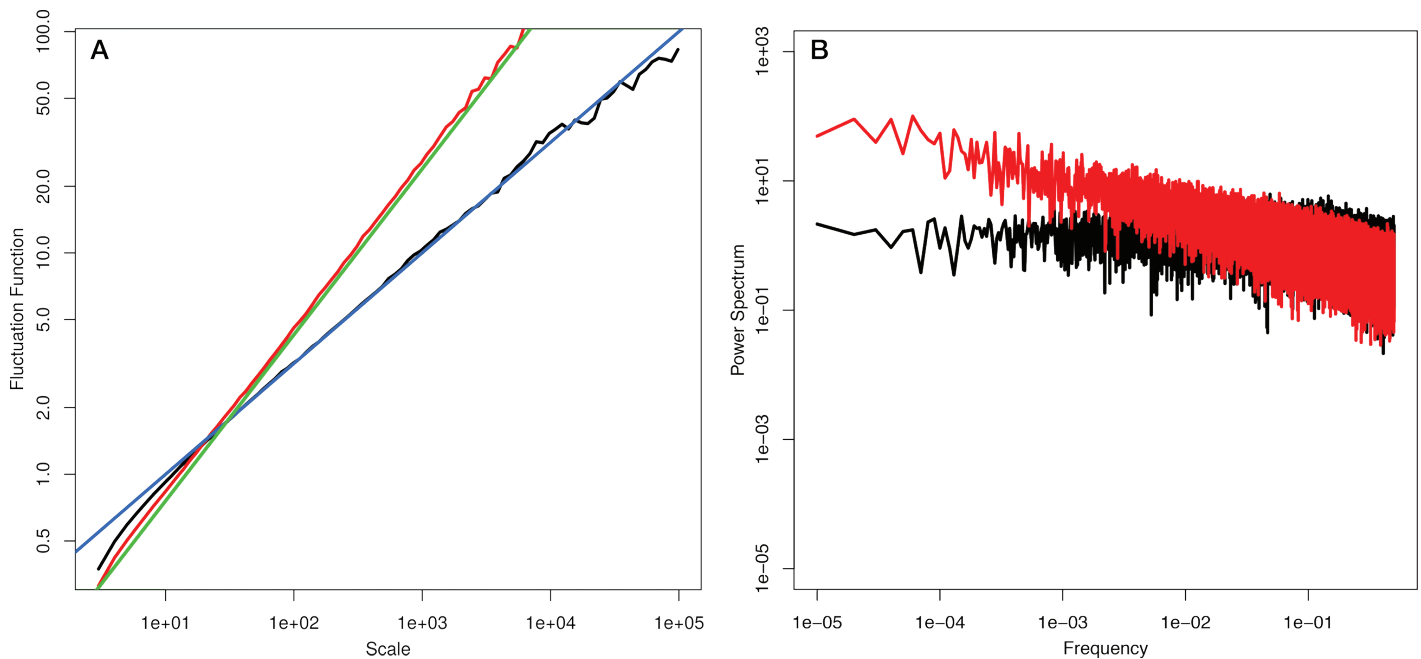 A
100.0
50.0
20.0
10.0
5.0
2.0
1.0
0.5
Fluctuation Function
1e+01 1e+02 1e+03 1e+04 1e+05
Scale
B
1e+03
1e+01
1e-01
1e-03
1e-05
Power Spectrum
1e-05 1e-04 1e-03 1e-02 1e-01
Frequency